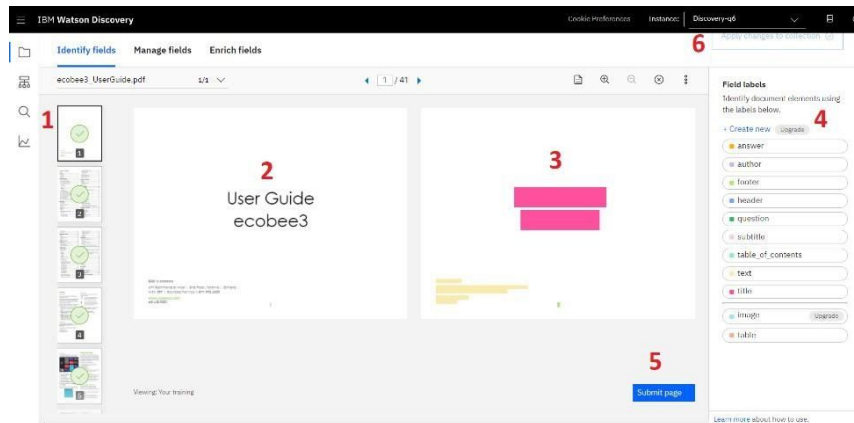 IBM Watson Discovery
Cookie Preferences
Instance:
Discovery-q6
Identify fields
Manage fields
Enrich fields
6
Apply changes to collection
ecobee3_UserGuide.pdf
1/1
1 / 41
Field labels
Identify document elements using
the labels below.
4
+ Create new
Upgrade
answer
author
footer
header
question
subtitle
table_of_contents
text
title
image
Upgrade
table
1
1
2
3
4
5
2
User Guide
ecobee3
3
5
Viewing: Your training
Submit page
Learn more about how to use.